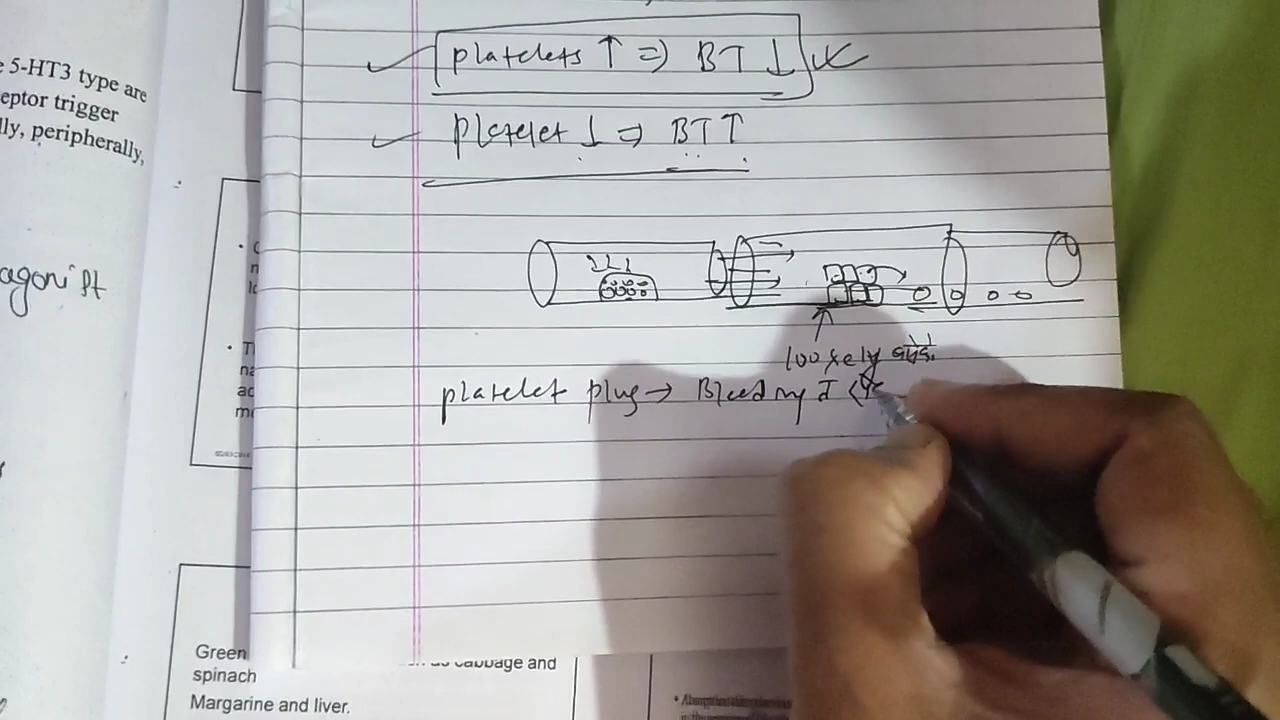 e 5-HT3 type are
eptor trigger
lly, peripherally,
agonist
platelets ↑ ⇒ BT ↓
platelet ↓ ⇒ BT↑
loosely
platelet plug → Bleeding
Green
spinach
cabbage and
Margarine and liver.